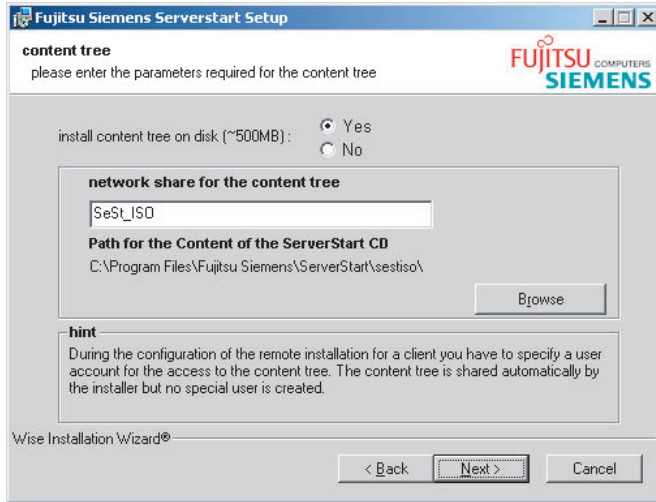 Fujitsu Siemens Serverstart Setup
content tree
please enter the parameters required for the content tree
FUJITSU COMPUTERS
SIEMENS
install content tree on disk (~500MB) :
Yes
No
network share for the content tree
SeSt_ISO
Path for the Content of the ServerStart CD
C:\Program Files\Fujitsu Siemens\ServerStart\sestiso\
Browse
hint
During the configuration of the remote installation for a client you have to specify a user
account for the access to the content tree. The content tree is shared automatically by
the installer but no special user is created.
Wise Installation Wizard®
< Back
Next >
Cancel